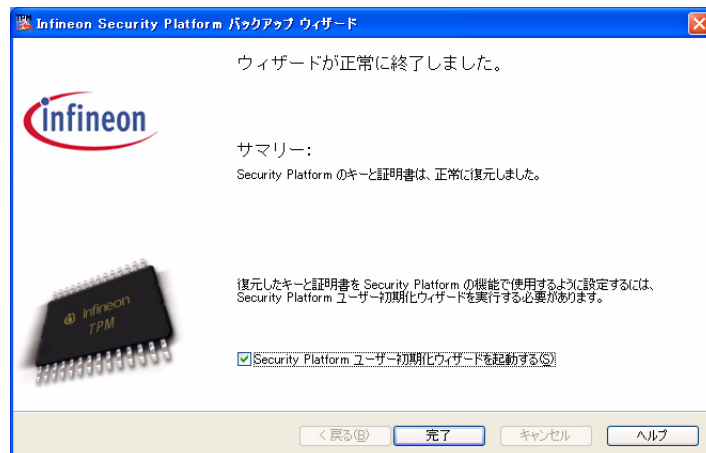 Infineon Security Platform バックアップ ウィザード
ウィザードが正常に終了しました。
infineon
サマリー:
Security Platform のキーと証明書は、正常に復元しました。
復元したキーと証明書を Security Platform の機能で使用するように設定するには、
Security Platform ユーザー初期化ウィザードを実行する必要があります。
infineon
TPM
Security Platform ユーザー初期化ウィザードを起動する(S)
< 戻る(B)
完了
キャンセル
ヘルプ